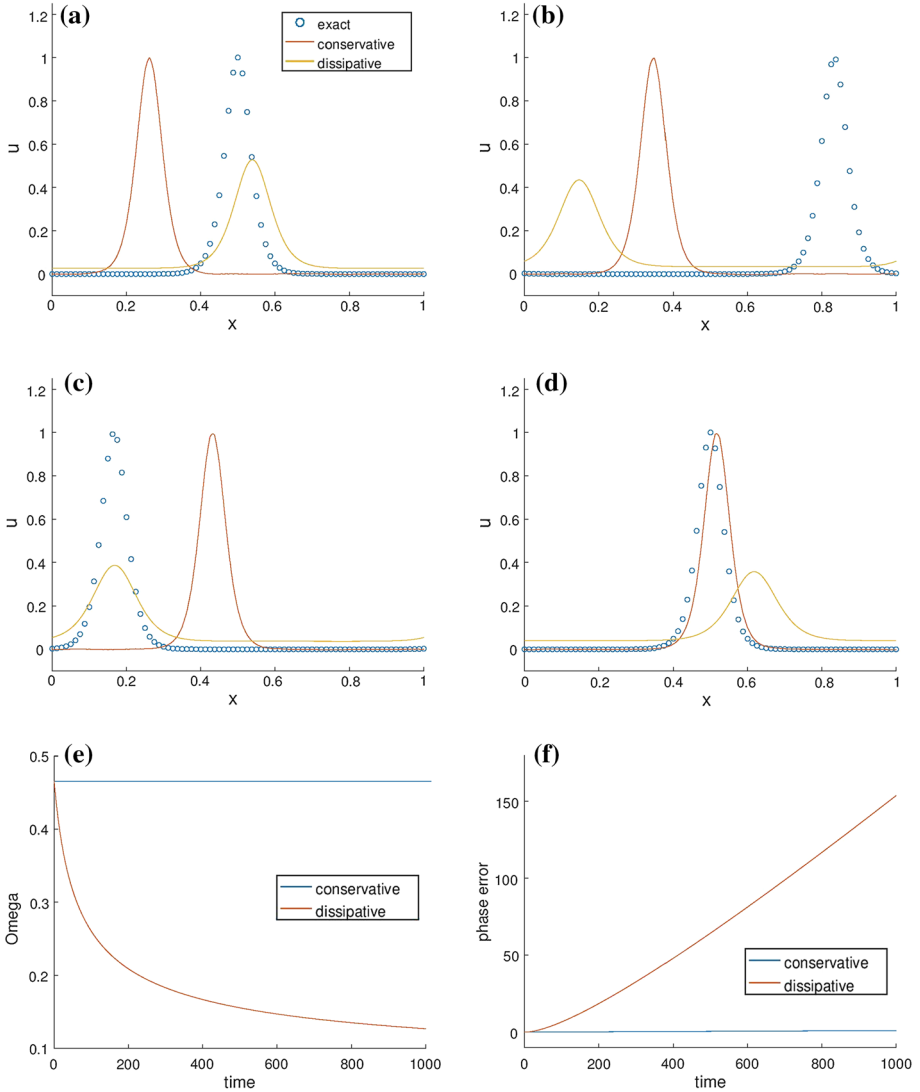 (a)
1.2
1
0.8
0.6
0.4
0.2
0
u
0 0.2 0.4 0.6 0.8 1
x
exact
conservative
dissipative
(b)
1.2
1
0.8
0.6
0.4
0.2
0
u
0 0.2 0.4 0.6 0.8 1
x
(c)
1.2
1
0.8
0.6
0.4
0.2
0
u
0 0.2 0.4 0.6 0.8 1
x
(d)
1.2
1
0.8
0.6
0.4
0.2
0
u
0 0.2 0.4 0.6 0.8 1
x
(e)
0.5
0.4
0.3
0.2
0.1
Omega
0 200 400 600 800 1000
time
conservative
dissipative
(f)
150
100
50
0
phase error
0 200 400 600 800 1000
time
conservative
dissipative